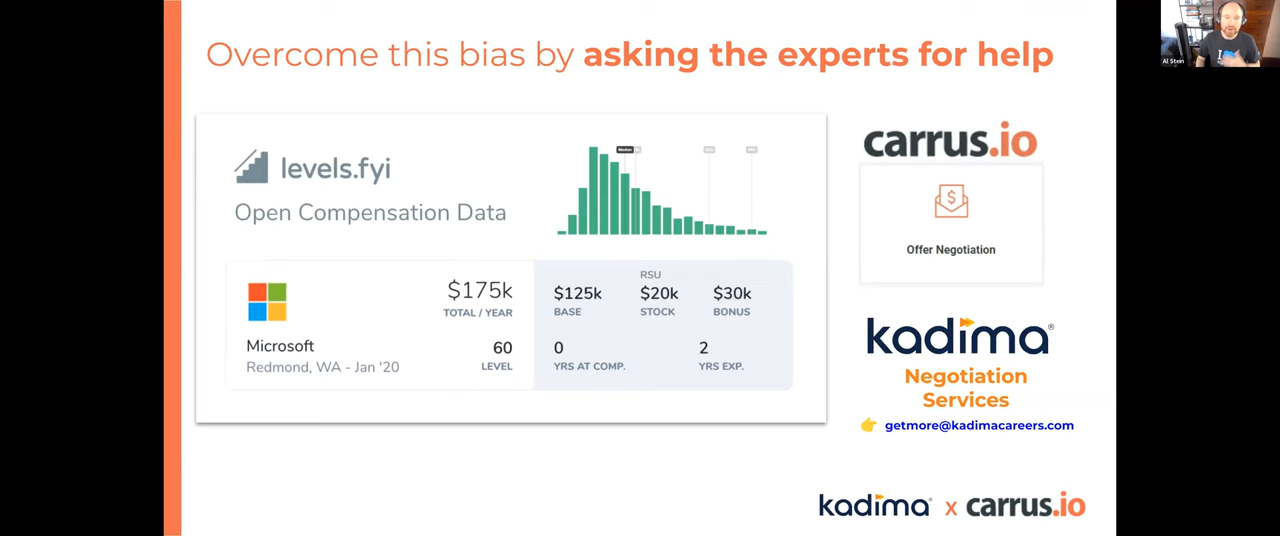 Overcome this bias by asking the experts for help
Al Stein
levels.fyi
Open Compensation Data
Median
$175k
TOTAL / YEAR
Microsoft
Redmond, WA - Jan '20
60
LEVEL
RSU
$125k $20k $30k
BASE STOCK BONUS
0 2
YRS AT COMP. YRS EXP.
carrus.io
$
Offer Negotiation
kadima®
Negotiation
Services
👉 getmore@kadimacareers.com
kadima® x carrus.io